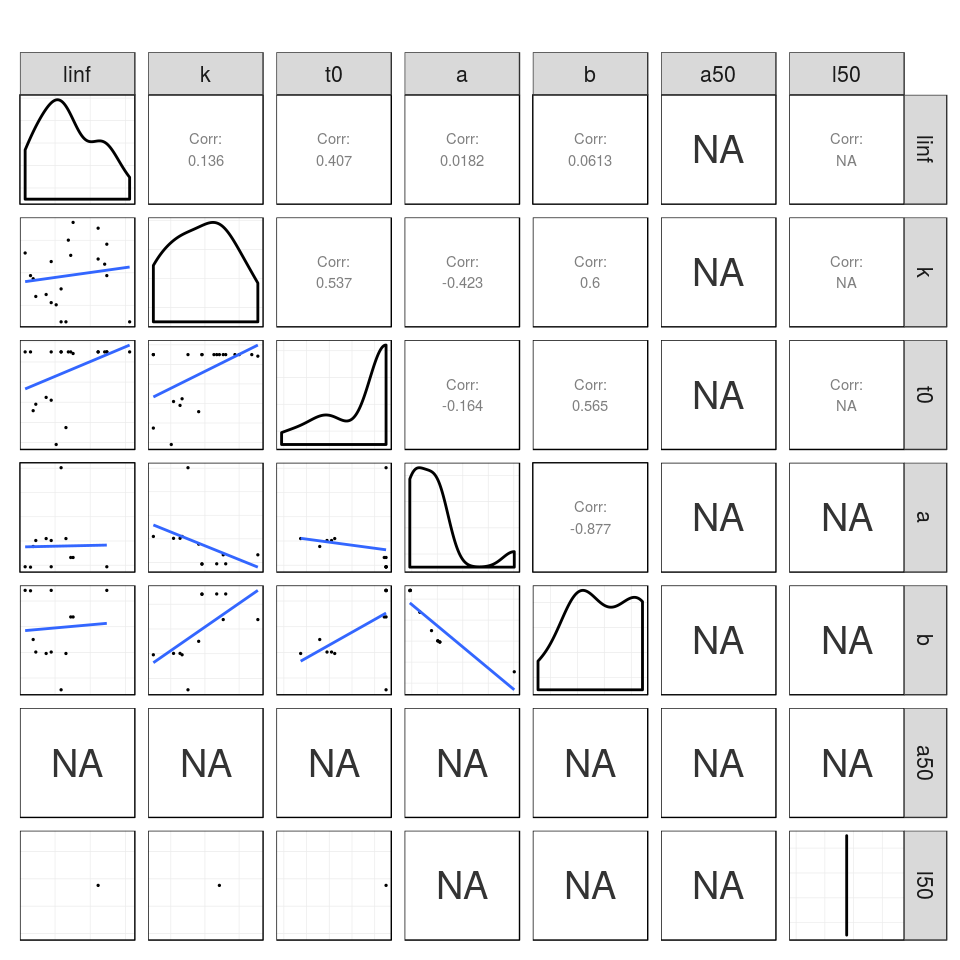 linf k t0 a b a50 l50
Corr: Corr: Corr: Corr: NA Corr: linf
0.136 0.407 0.0182 0.0613 NA
Corr: Corr: Corr: NA Corr: k
0.537 -0.423 0.6 NA
Corr: Corr: NA Corr: t0
-0.164 0.565 NA
Corr: NA NA a
-0.877
NA NA b
NA NA NA NA NA NA NA a50
NA NA NA l50